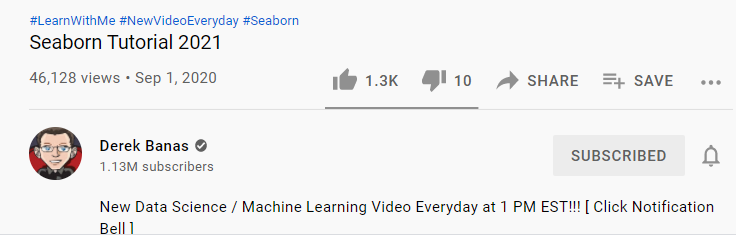 #LearnWithMe #NewVideoEveryday #Seaborn
Seaborn Tutorial 2021
46,128 views • Sep 1, 2020
1.3K
10
SHARE
SAVE
Derek Banas
1.13M subscribers
SUBSCRIBED
New Data Science / Machine Learning Video Everyday at 1 PM EST!!! [ Click Notification
Bell ]